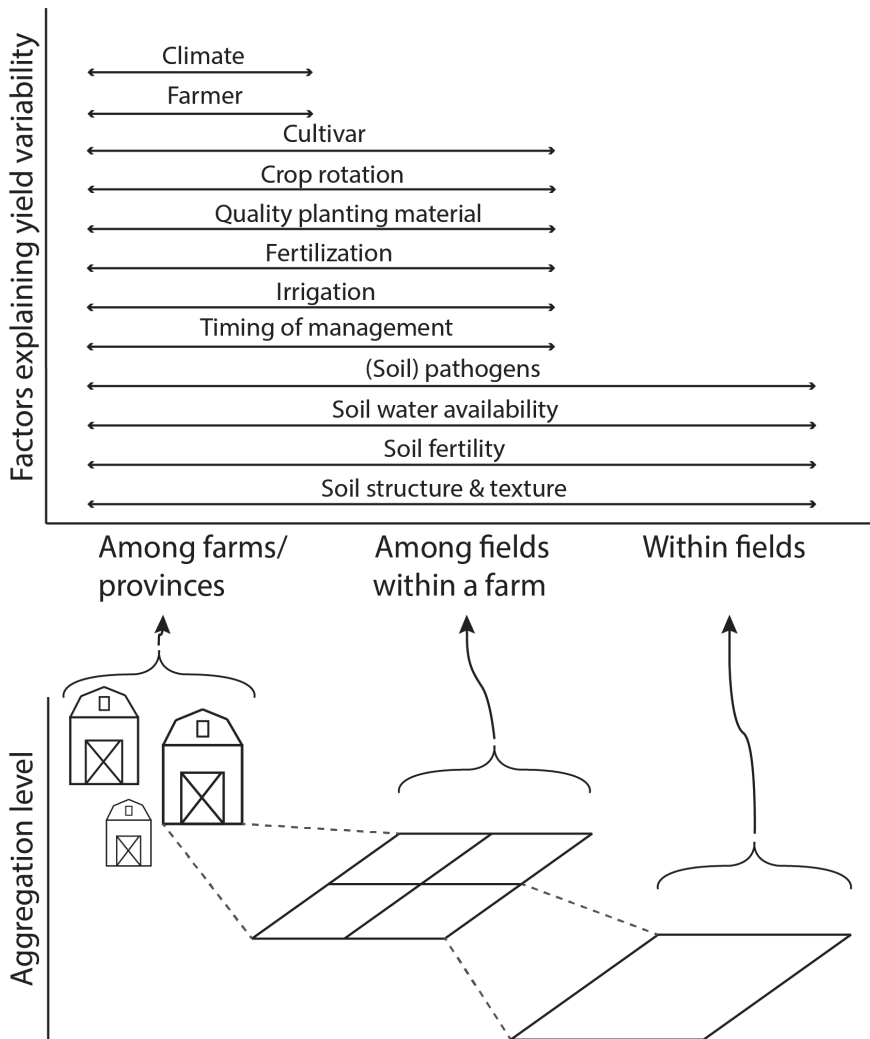 Factors explaining yield variability
Climate
Farmer
Cultivar
Crop rotation
Quality planting material
Fertilization
Irrigation
Timing of management
(Soil) pathogens
Soil water availability
Soil fertility
Soil structure & texture
Among farms/
provinces
Among fields
within a farm
Within fields
Aggregation level